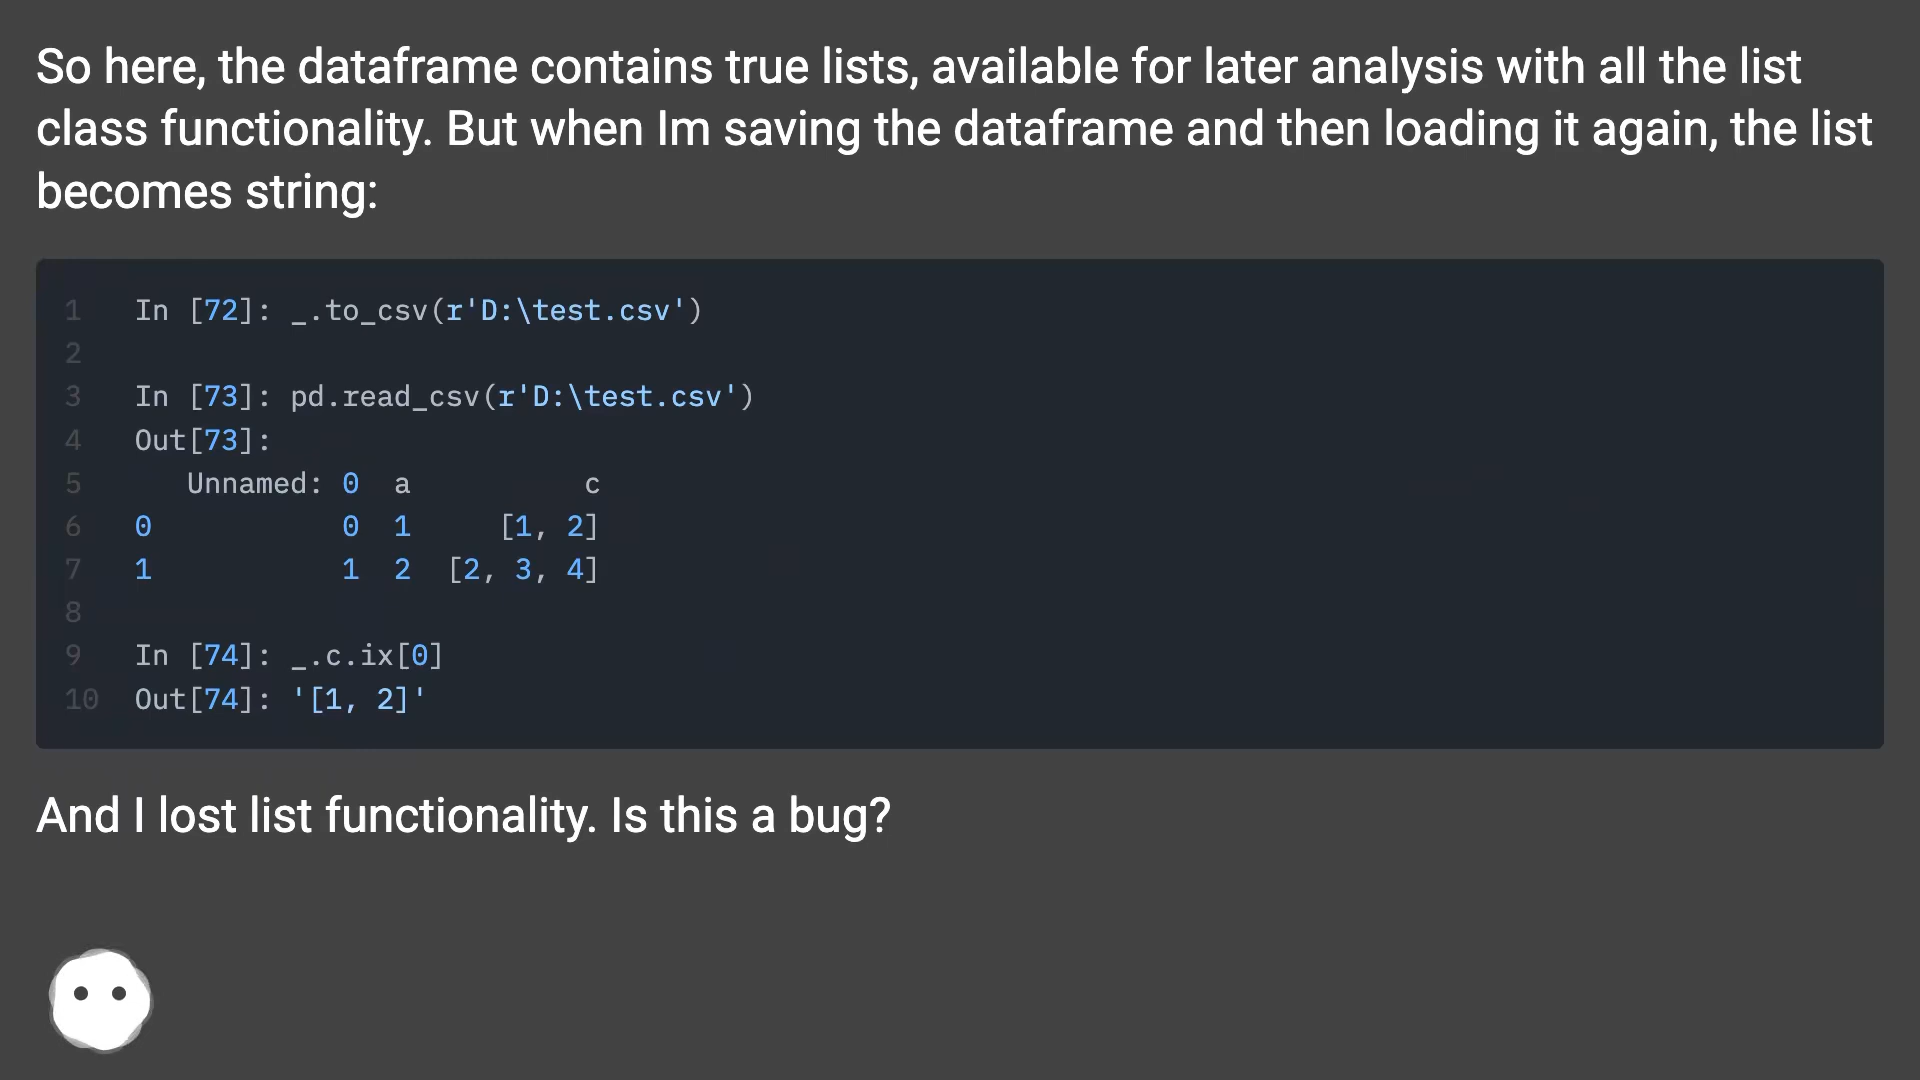 So here, the dataframe contains true lists, available for later analysis with all the list
class functionality. But when Im saving the dataframe and then loading it again, the list
becomes string:
1 In [72]: _.to_csv(r'D:\test.csv')
2
3 In [73]: pd.read_csv(r'D:\test.csv')
4 Out[73]:
5    Unnamed: 0  a          c
6 0           0  1     [1, 2]
7 1           1  2  [2, 3, 4]
8
9 In [74]: _.c.ix[0]
10 Out[74]: '[1, 2]'
And I lost list functionality. Is this a bug?